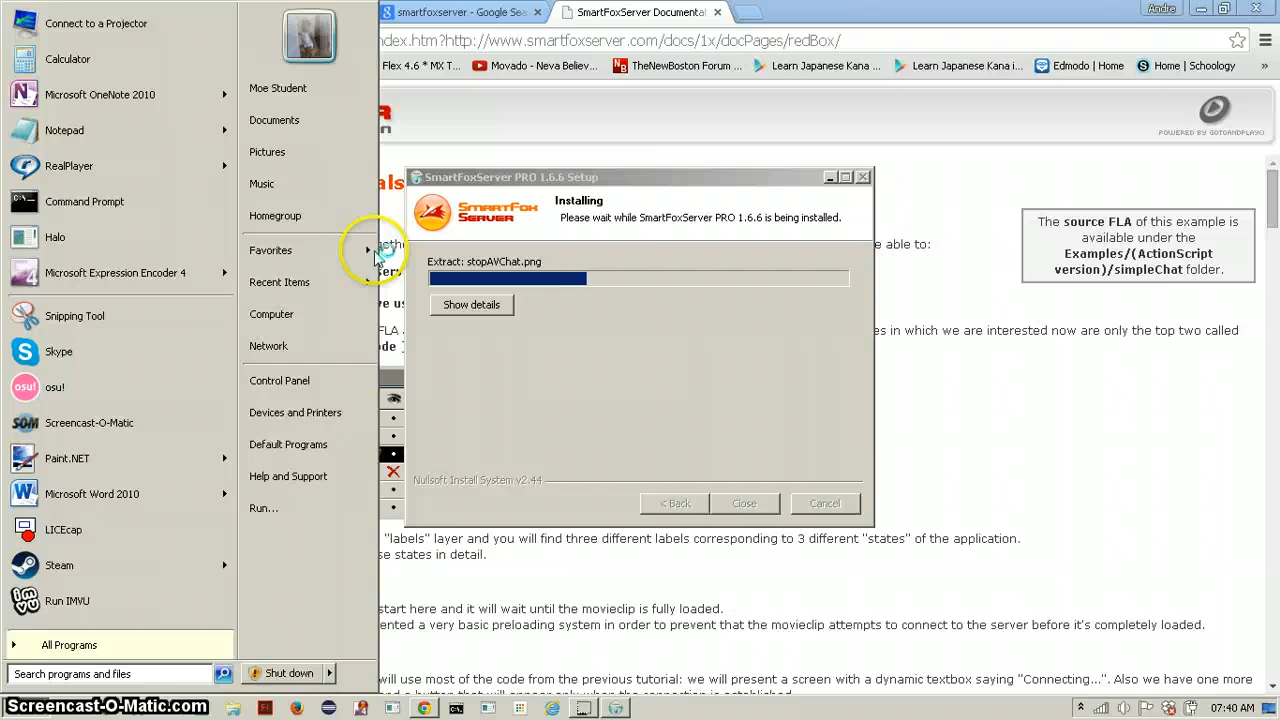 Connect to a Projector
Calculator
Microsoft OneNote 2010
Notepad
RealPlayer
Command Prompt
Halo
Microsoft Expression Encoder 4
Snipping Tool
Skype
osu!
osu!
Screencast-O-Matic
SOM
Paint.NET
Microsoft Word 2010
LICEcap
Steam
Run IMVU
All Programs
Search programs and files
Moe Student
Documents
Pictures
Music
Homegroup
Favorites
Recent Items
Computer
Network
Control Panel
Devices and Printers
Default Programs
Help and Support
Run...
Shut down
smartfoxserver - Google Sea
SmartFoxServer Documentat
Andre
ndex.htm?http://www.smartfoxserver.com/docs/1x/docPages/redBox/
Flex 4.6 * MX T...
Movado - Neva Believ...
TheNewBoston Forum ...
Learn Japanese Kana ...
Learn Japanese Kana i...
Edmodo | Home
Home | Schoology
POWERED BY GOTOANDPLAY()
The source FLA of this example is
available under the
Examples/(ActionScript
version)/simpleChat folder.
SmartFoxServer PRO 1.6.6 Setup
SMARTFOX
SERVER
Installing
Please wait while SmartFoxServer PRO 1.6.6 is being installed.
Extract: stopAVChat.png
Show details
Nullsoft Install System v2.44
< Back
Close
Cancel
e able to:
es in which we are interested now are only the top two called
"labels" layer and you will find three different labels corresponding to 3 different "states" of the application.
se states in detail.
start here and it will wait until the movieclip is fully loaded.
ented a very basic preloading system in order to prevent that the movieclip attempts to connect to the server before it's completely loaded.
will use most of the code from the previous tutorial: we will present a screen with a dynamic textbox saying "Connecting...". Also we have one more
Screencast-O-Matic.com
07:40 AM